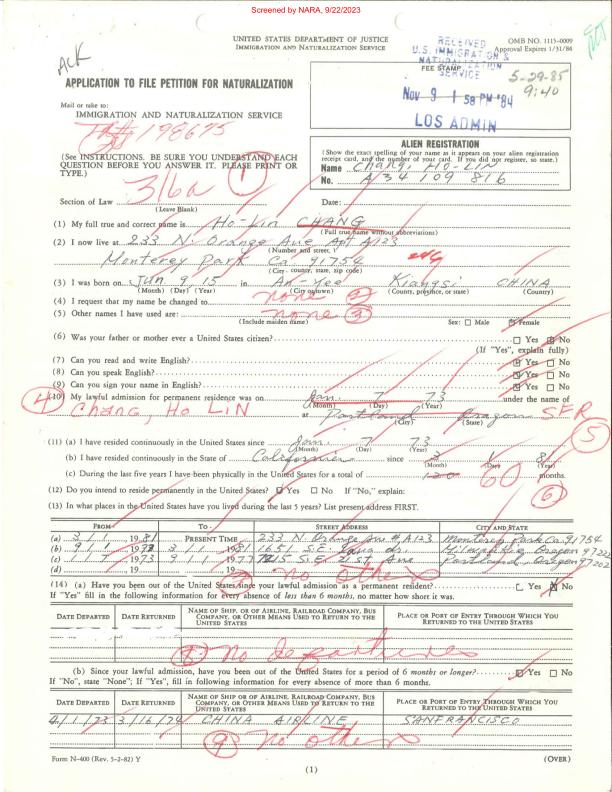 Screened by NARA, 9/22/2023
UNITED STATES DEPARTMENT OF JUSTICE
IMMIGRATION AND NATURALIZATION SERVICE
OMB NO. 1115-0009
Approval Expires 1/31/84
ACK
RECEIVED
U.S. IMMIGRATION &
NATURALIZATION
SERVICE
FEE STAMP
5-29-85
9:40
Nov 9 1 58 PM '84
LOS ADMIN
APPLICATION TO FILE PETITION FOR NATURALIZATION
Mail or take to:
IMMIGRATION AND NATURALIZATION SERVICE
198675
(See INSTRUCTIONS. BE SURE YOU UNDERSTAND EACH
QUESTION BEFORE YOU ANSWER IT. PLEASE PRINT OR
TYPE.)
1
ALIEN REGISTRATION
(Show the exact spelling of your name as it appears on your alien registration
receipt card, and the number of your card. If you did not register, so state.)
Name Chang, HO-LIN
No. A 34 109 816
316a
Section of Law
(Leave Blank)
Date:
(1) My full true and correct name is Ho-Lin CHANG
(Full true name without abbreviations)
(2) I now live at 233 N. Orange Ave Apt A123
(Number and street,)
Monterey Park Ca. 91754
(City, county, state, zip code)
(3) I was born on Jun 9, 15 in An-Yee Kiangsi CHINA
(Month) (Day) (Year) (City or town) (County, province, or state) (Country)
(4) I request that my name be changed to none 2
(5) Other names I have used are: none 3 Sex: Male Female
(Include maiden name)
(6) Was your father or mother ever a United States citizen? Yes No
(If "Yes", explain fully)
(7) Can you read and write English? Yes No
(8) Can you speak English? Yes No
(9) Can you sign your name in English? Yes No
4 (10) My lawful admission for permanent residence was on Jan. 7 73 under the name of
(Month) (Day) (Year)
Chang, Ho LIN at Portland Oregon SFR
(City) (State)
5
(11) (a) I have resided continuously in the United States since Jan. 7 73
(Month) (Day) (Year)
(b) I have resided continuously in the State of California since 3 1 81
(Month) (Day) (Year)
(c) During the last five years I have been physically in the United States for a total of 120 60 months.
6
(12) Do you intend to reside permanently in the United States? Yes No If "No," explain:
(13) In what places in the United States have you lived during the last 5 years? List present address FIRST.
FROM— TO— STREET ADDRESS CITY AND STATE
(a) 3 1, 1981 PRESENT TIME 233 N Orange Ave # A123 Monterey Park Ca. 91754
(b) 9 1, 19 3 1, 1981 1651 S.E. Milwaukie, Oregon 97222
(c) 1 7, 1973 9 1 S.E. 91st Ave Portland, Oregon
(d) , 19 , 19 no others
(14) (a) Have you been out of the United States since your lawful admission as a permanent resident? Yes No
If "Yes" fill in the following information for every absence of less than 6 months, no matter how short it was.
DATE DEPARTED DATE RETURNED NAME OF SHIP, OR OF AIRLINE, RAILROAD COMPANY, BUS COMPANY, OR OTHER MEANS USED TO RETURN TO THE UNITED STATES PLACE OR PORT OF ENTRY THROUGH WHICH YOU RETURNED TO THE UNITED STATES
8 no departures
(b) Since your lawful admission, have you been out of the United States for a period of 6 months or longer? Yes No
If "No", state "None"; If "Yes", fill in following information for every absence of more than 6 months.
DATE DEPARTED DATE RETURNED NAME OF SHIP, OR OF AIRLINE, RAILROAD COMPANY, BUS COMPANY, OR OTHER MEANS USED TO RETURN TO THE UNITED STATES PLACE OR PORT OF ENTRY THROUGH WHICH YOU RETURNED TO THE UNITED STATES
4/1/73 3/16/74 CHINA AIRLINE SANFRANCISCO
9 no others
Form N-400 (Rev. 5-2-82) Y
(OVER)
(1)